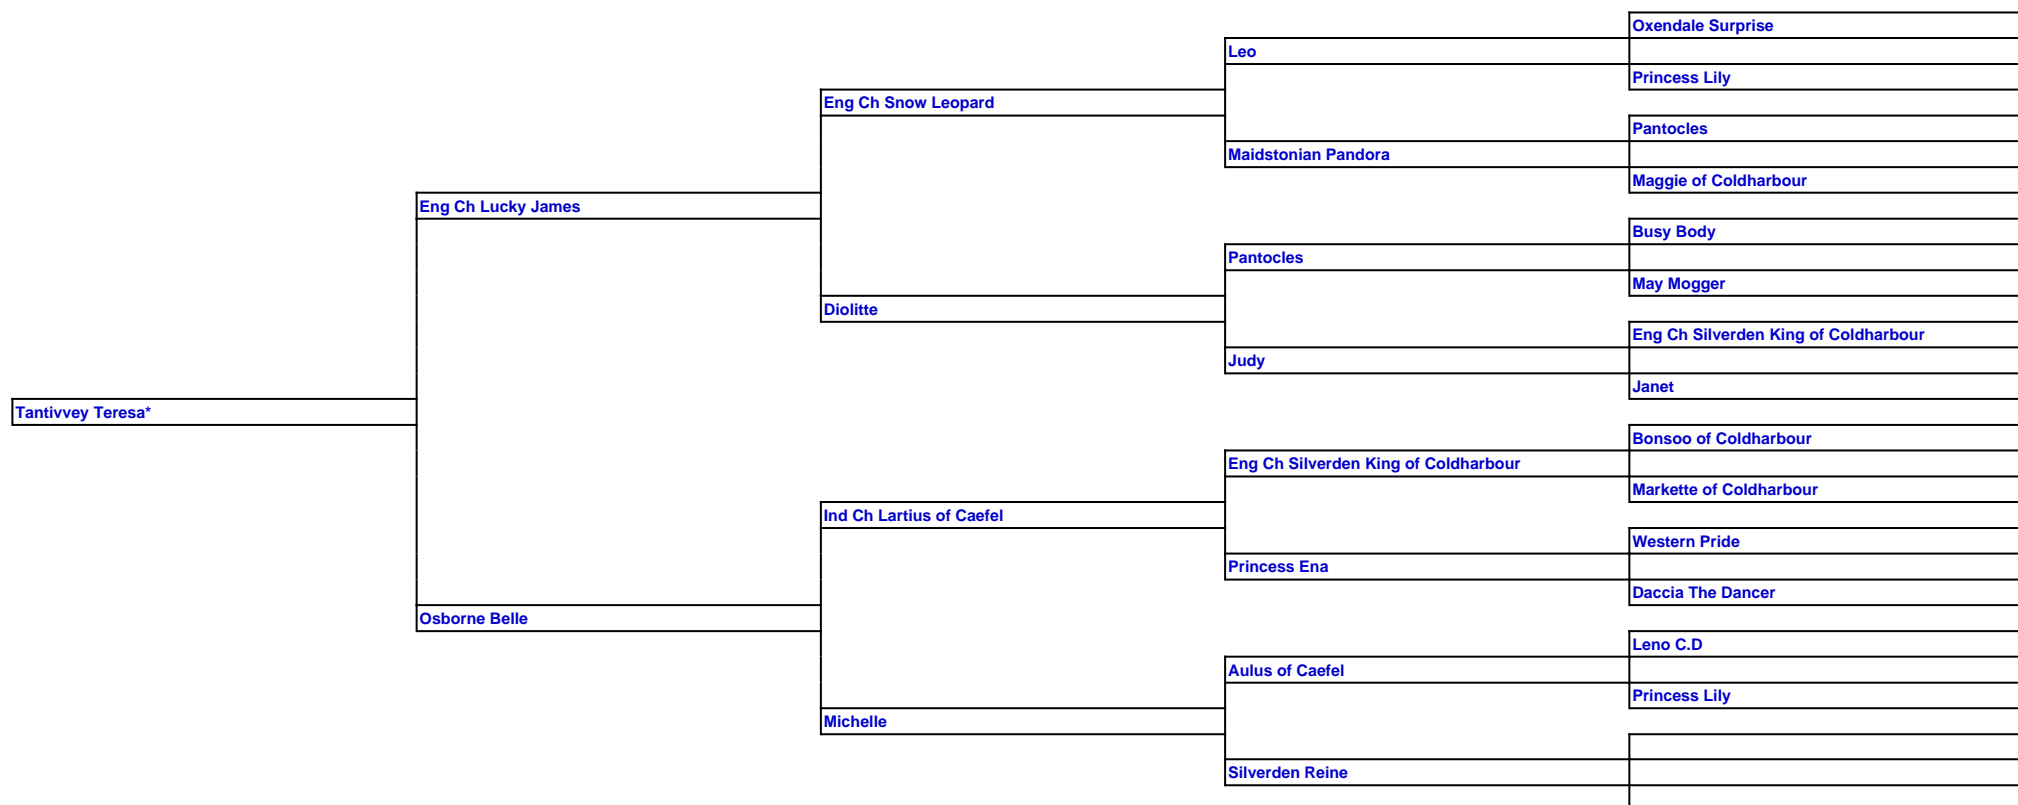 Oxendale Surprise
Leo
Princess Lily
Eng Ch Snow Leopard
Pantocles
Maidstonian Pandora
Maggie of Coldharbour
Eng Ch Lucky James
Busy Body
Pantocles
May Mogger
Diolitte
Eng Ch Silverden King of Coldharbour
Judy
Janet
Tantivvey Teresa*
Bonsoo of Coldharbour
Eng Ch Silverden King of Coldharbour
Markette of Coldharbour
Ind Ch Lartius of Caefel
Western Pride
Princess Ena
Daccia The Dancer
Osborne Belle
Leno C.D
Aulus of Caefel
Princess Lily
Michelle
Silverden Reine